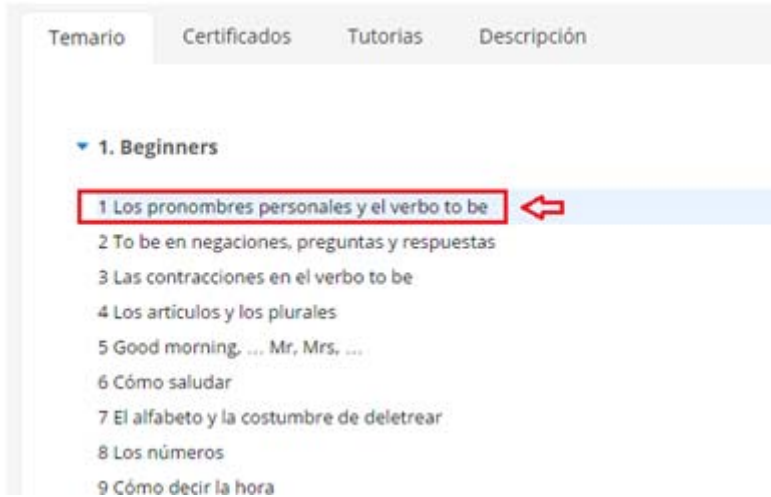 Temario Certificados Tutorias Descripción
1. Beginners
1 Los pronombres personales y el verbo to be
2 To be en negaciones, preguntas y respuestas
3 Las contracciones en el verbo to be
4 Los artículos y los plurales
5 Good morning, ... Mr, Mrs, ...
6 Cómo saludar
7 El alfabeto y la costumbre de deletrear
8 Los números
9 Cómo decir la hora